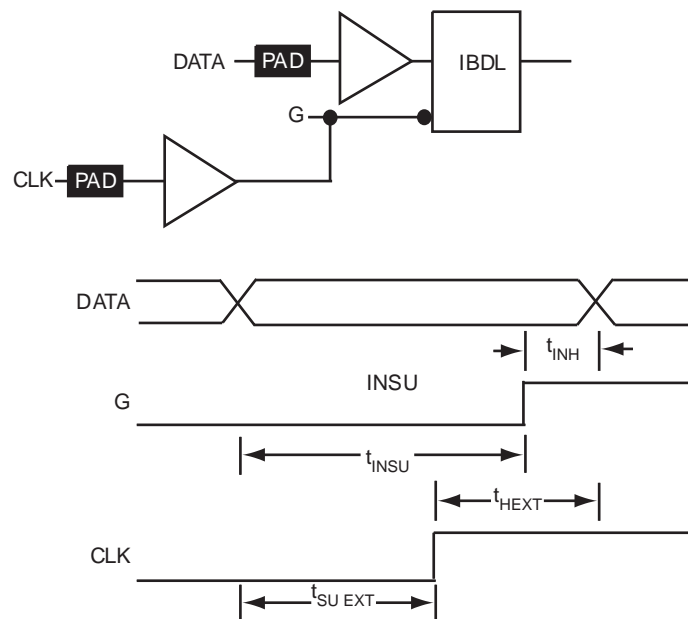 DATA PAD IBDL
G
CLK PAD
DATA
tINH
INSU
G
tINSU
tHEXT
CLK
tSU EXT